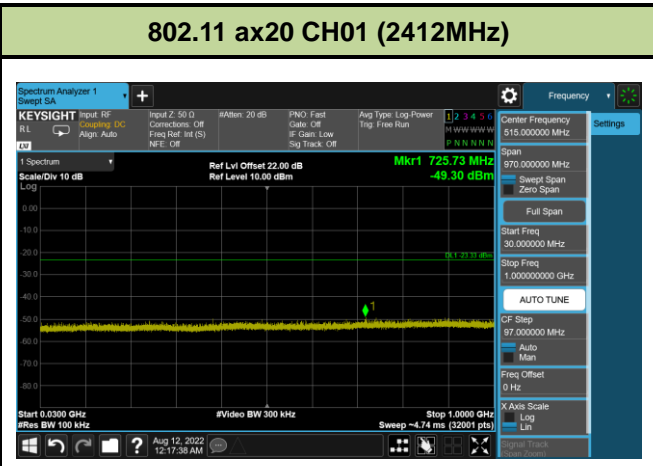 802.11 ax20 CH01 (2412MHz)
Spectrum Analyzer 1
Swept SA
Frequency
KEYSIGHT
RL
LXI
Input: RF
Coupling: DC
Align: Auto
Input Z: 50 Ω
Corrections: Off
Freq Ref: Int (S)
NFE: Off
#Atten: 20 dB
PNO: Fast
Gate: Off
IF Gain: Low
Sig Track: Off
Avg Type: Log-Power
Trig: Free Run
1 2 3 4 5 6
M W W W W W
P N N N N N
Center Frequency
515.000000 MHz
Settings
1 Spectrum
Scale/Div 10 dB
Log
Ref Lvl Offset 22.00 dB
Ref Level 10.00 dBm
Mkr1 725.73 MHz
-49.30 dBm
Span
970.000000 MHz
Swept Span
Zero Span
Full Span
Start Freq
30.000000 MHz
Stop Freq
1.000000000 GHz
AUTO TUNE
CF Step
97.000000 MHz
Auto
Man
Freq Offset
0 Hz
X Axis Scale
Log
Lin
Signal Track
(Span Zoom)
0.00
-10.0
-20.0
DL1 -23.33 dBm
-30.0
-40.0
1
-50.0
-60.0
-70.0
-80.0
Start 0.0300 GHz
#Video BW 300 kHz
Stop 1.0000 GHz
#Res BW 100 kHz
Sweep ~4.74 ms (32001 pts)
?
Aug 12, 2022
12:17:38 AM